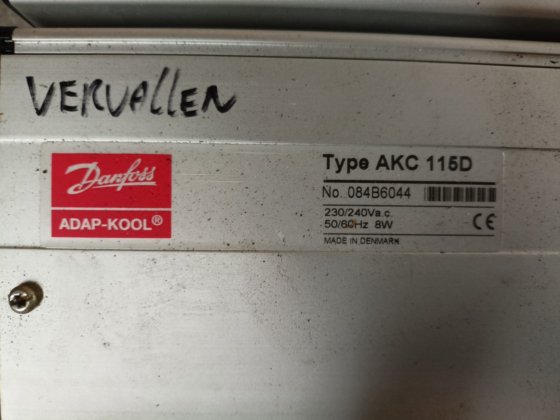 VERVALLEN
Danfoss
ADAP-KOOL®
Type AKC 115D
No. 084B6044
230/240Va.c.
50/60Hz 8W
CE
MADE IN DENMARK